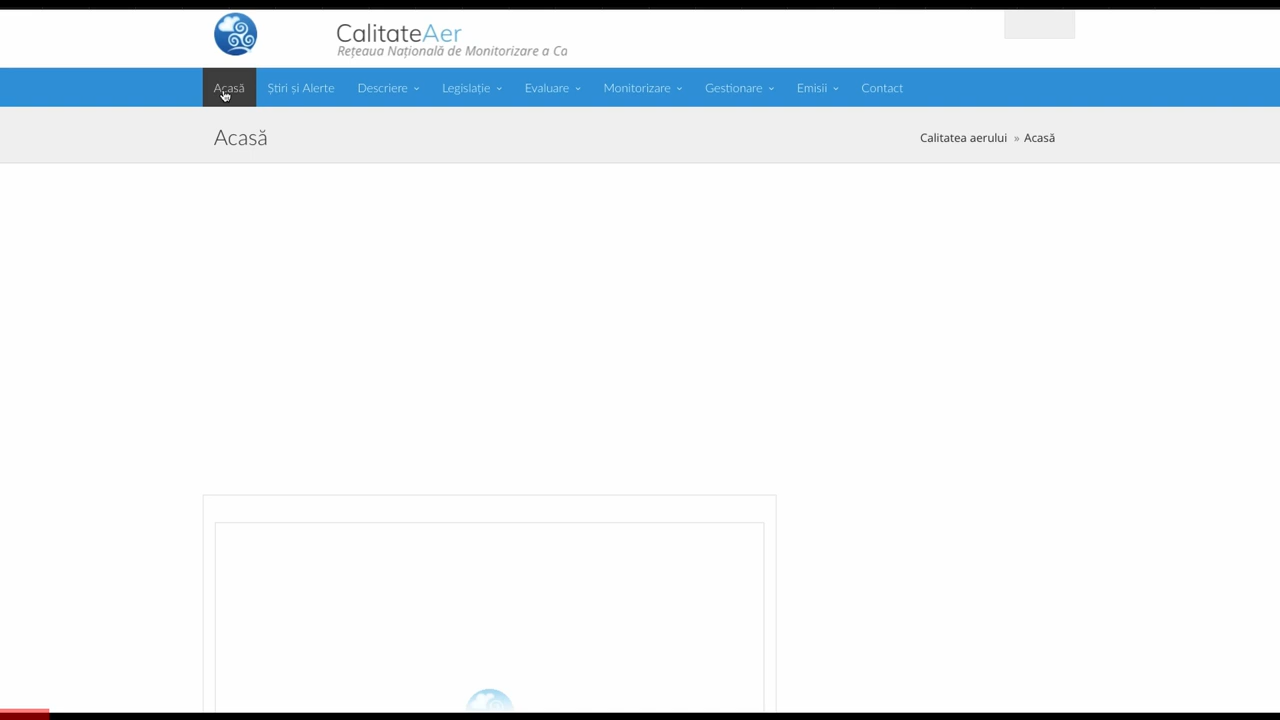 CalitateAer
Rețeaua Națională de Monitorizare a Ca
Acasă Știri și Alerte Descriere Legislație Evaluare Monitorizare Gestionare Emisii Contact
Acasă
Calitatea aerului » Acasă